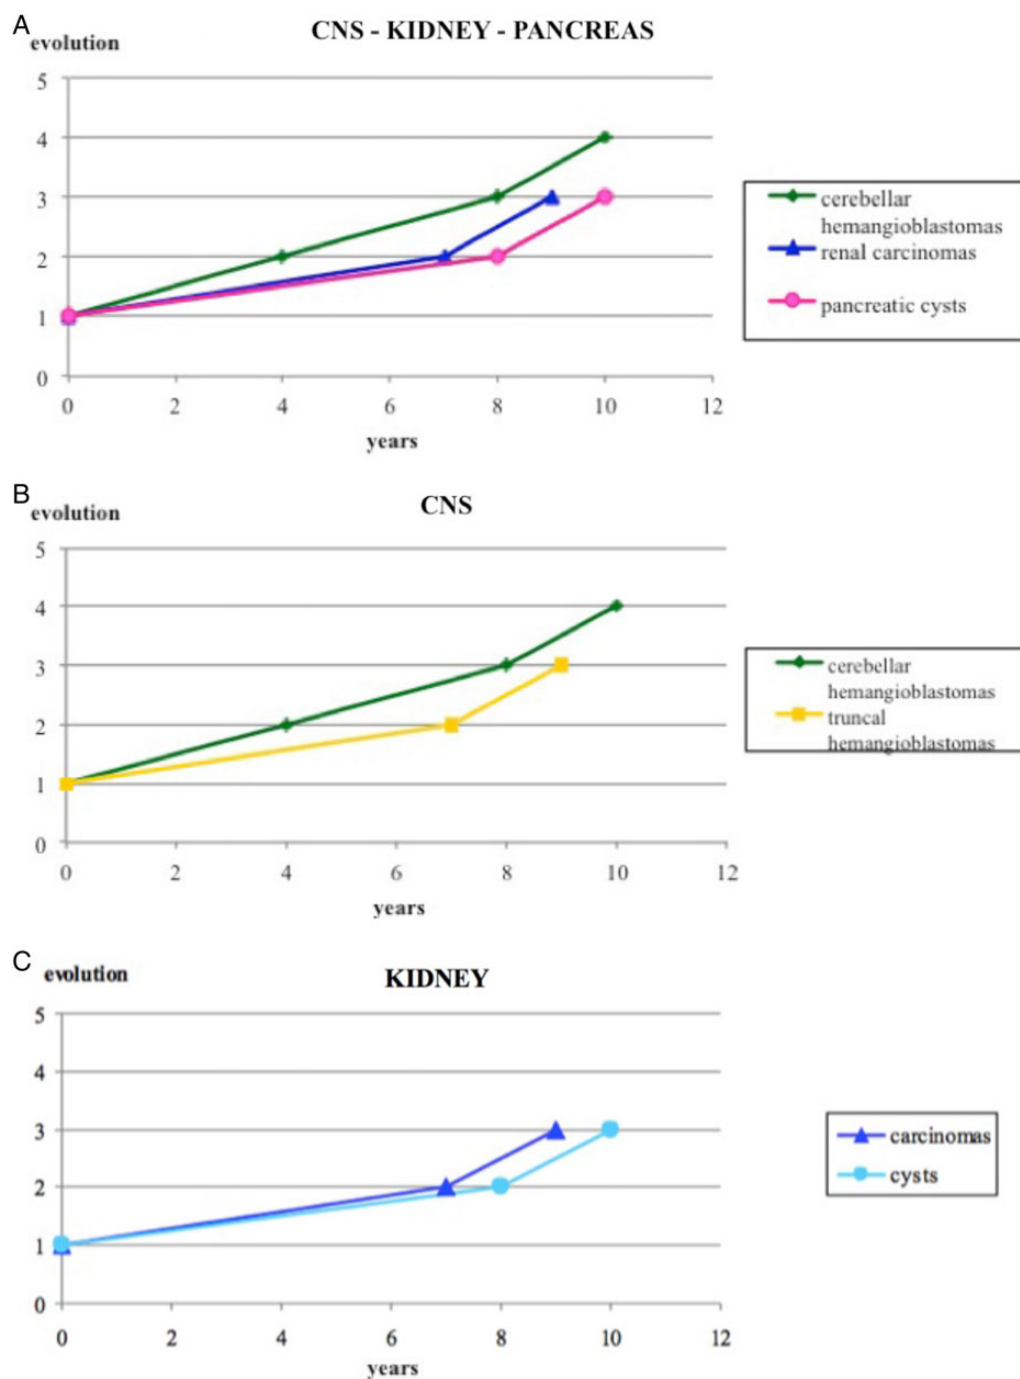 A
evolution
CNS - KIDNEY - PANCREAS
5
4
3
2
1
0
0 2 4 6 8 10 12
years
cerebellar
hemangioblastomas
renal carcinomas
pancreatic cysts
B
evolution
CNS
5
4
3
2
1
0
0 2 4 6 8 10 12
years
cerebellar
hemangioblastomas
truncal
hemangioblastomas
C
evolution
KIDNEY
5
4
3
2
1
0
0 2 4 6 8 10 12
years
carcinomas
cysts